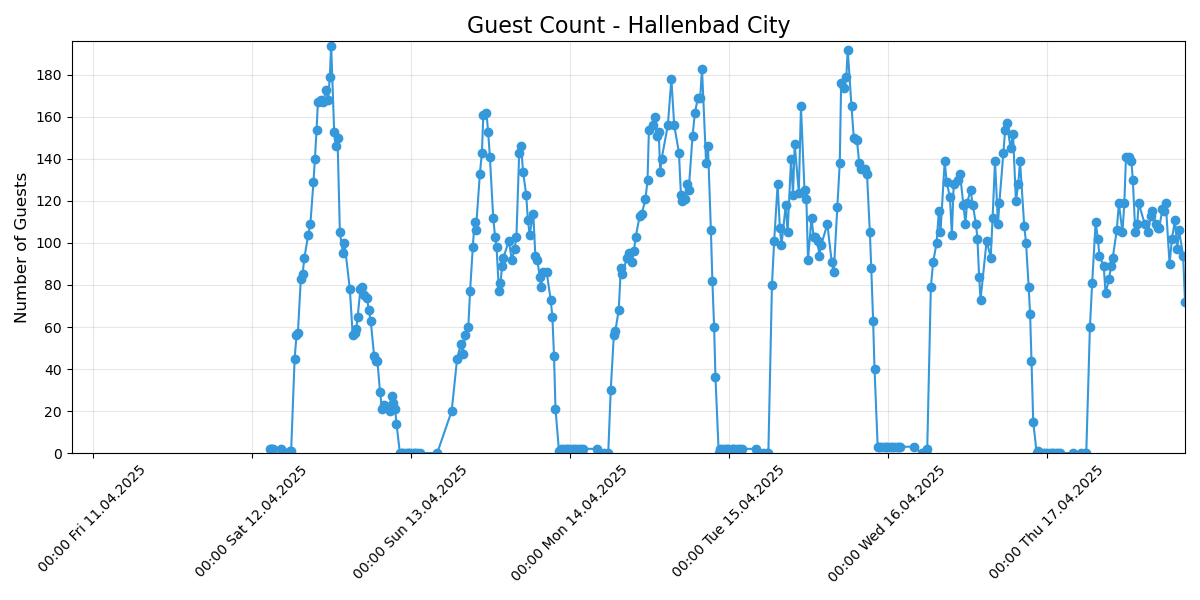 Guest Count - Hallenbad City
Number of Guests
180
160
140
120
100
80
60
40
20
0
00:00 Fri 11.04.2025
00:00 Sat 12.04.2025
00:00 Sun 13.04.2025
00:00 Mon 14.04.2025
00:00 Tue 15.04.2025
00:00 Wed 16.04.2025
00:00 Thu 17.04.2025